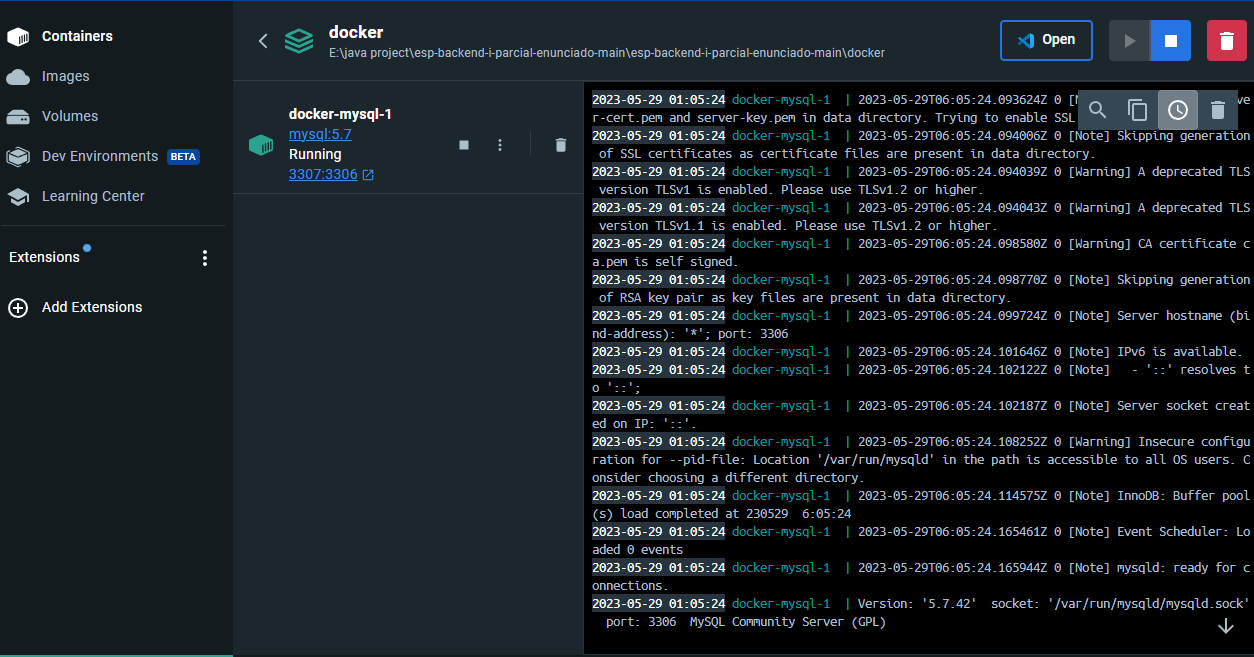 Containers
Images
Volumes
Dev Environments BETA
Learning Center
Extensions
Add Extensions
docker
E:\java project\esp-backend-i-parcial-enunciado-main\esp-backend-i-parcial-enunciado-main\docker
Open
docker-mysql-1
mysql:5.7
Running
3307:3306
2023-05-29 01:05:24 docker-mysql-1 | 2023-05-29T06:05:24.093624Z 0 ve
r-cert.pem and server-key.pem in data directory. Trying to enable SSL
2023-05-29 01:05:24 docker-mysql-1 | 2023-05-29T06:05:24.094006Z 0 [Note] Skipping generation
of SSL certificates as certificate files are present in data directory.
2023-05-29 01:05:24 docker-mysql-1 | 2023-05-29T06:05:24.094039Z 0 [Warning] A deprecated TLS
version TLSv1 is enabled. Please use TLSv1.2 or higher.
2023-05-29 01:05:24 docker-mysql-1 | 2023-05-29T06:05:24.094043Z 0 [Warning] A deprecated TLS
version TLSv1.1 is enabled. Please use TLSv1.2 or higher.
2023-05-29 01:05:24 docker-mysql-1 | 2023-05-29T06:05:24.098580Z 0 [Warning] CA certificate c
a.pem is self signed.
2023-05-29 01:05:24 docker-mysql-1 | 2023-05-29T06:05:24.098770Z 0 [Note] Skipping generation
of RSA key pair as key files are present in data directory.
2023-05-29 01:05:24 docker-mysql-1 | 2023-05-29T06:05:24.099724Z 0 [Note] Server hostname (bi
nd-address): '*'; port: 3306
2023-05-29 01:05:24 docker-mysql-1 | 2023-05-29T06:05:24.101646Z 0 [Note] IPv6 is available.
2023-05-29 01:05:24 docker-mysql-1 | 2023-05-29T06:05:24.102122Z 0 [Note]   - '::' resolves t
o '::';
2023-05-29 01:05:24 docker-mysql-1 | 2023-05-29T06:05:24.102187Z 0 [Note] Server socket creat
ed on IP: '::'.
2023-05-29 01:05:24 docker-mysql-1 | 2023-05-29T06:05:24.108252Z 0 [Warning] Insecure configu
ration for --pid-file: Location '/var/run/mysqld' in the path is accessible to all OS users. C
onsider choosing a different directory.
2023-05-29 01:05:24 docker-mysql-1 | 2023-05-29T06:05:24.114575Z 0 [Note] InnoDB: Buffer pool
(s) load completed at 230529  6:05:24
2023-05-29 01:05:24 docker-mysql-1 | 2023-05-29T06:05:24.165461Z 0 [Note] Event Scheduler: Lo
aded 0 events
2023-05-29 01:05:24 docker-mysql-1 | 2023-05-29T06:05:24.165944Z 0 [Note] mysqld: ready for c
onnections.
2023-05-29 01:05:24 docker-mysql-1 | Version: '5.7.42'  socket: '/var/run/mysqld/mysqld.sock'
port: 3306  MySQL Community Server (GPL)